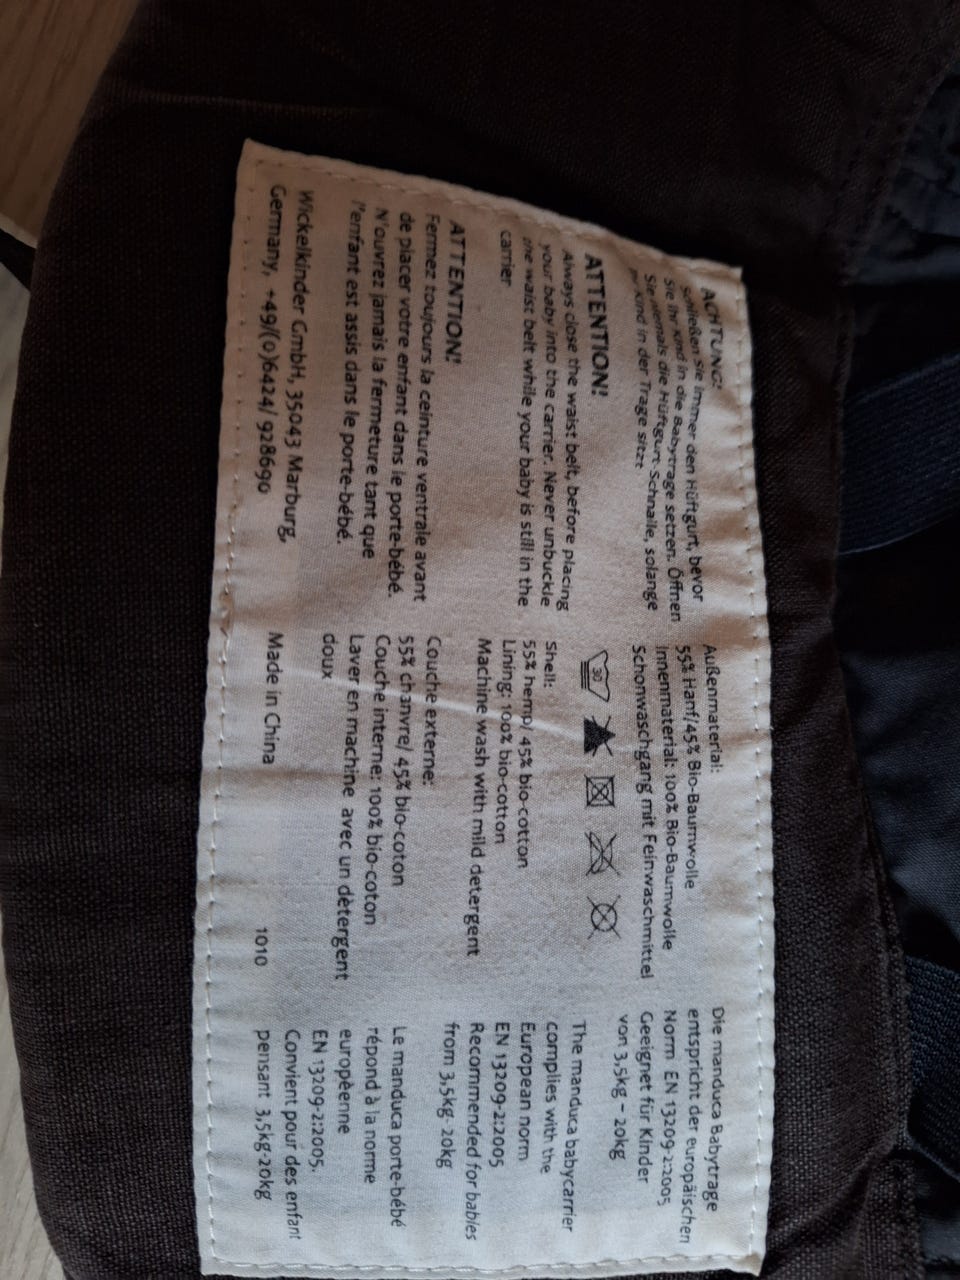 ACHTUNG!
Schließen Sie immer den Hüftgurt, bevor
Sie Ihr Kind in die Babytrage setzen. Öffnen
Sie niemals die Hüftgurt-Schnalle, solange
Kind in der Trage sitzt
ATTENTION!
Always close the waist belt, before placing
your baby into the carrier. Never unbuckle
the waist belt while your baby is still in the
carrier
ATTENTION!
Fermez toujours la ceinture ventrale avant
de placer votre enfant dans le porte-bébé.
N'ouvrez jamais la fermeture tant que
l'enfant est assis dans le porte-bébé.
Wickelkinder GmbH, 35043 Marburg,
Germany, +49/(0)6424/ 928690
Außenmaterial:
55% Hanf/45% Bio-Baumwolle
Innenmaterial: 100% Bio-Baumwolle
Schonwaschgang mit Feinwaschmittel
30
Shell:
55% hemp/ 45% bio-cotton
Lining: 100% bio-cotton
Machine wash with mild detergent
Couche externe:
55% chanvre/ 45% bio-coton
Couche interne: 100% bio-coton
Laver en machine avec un dètergent
doux
Made in China
1010
Die manduca Babytrage
entspricht der europäischen
Norm EN 13209-2:2005
Geeignet für Kinder
von 3,5kg – 20kg
The manduca babycarrier
complies with the
European norm
EN 13209-2:2005
Recommended for babies
from 3,5kg- 20kg
Le manduca porte-bébé
répond à la norme
europèenne
EN 13209-2:2005.
Convient pour des enfant
pensant 3,5kg-20kg